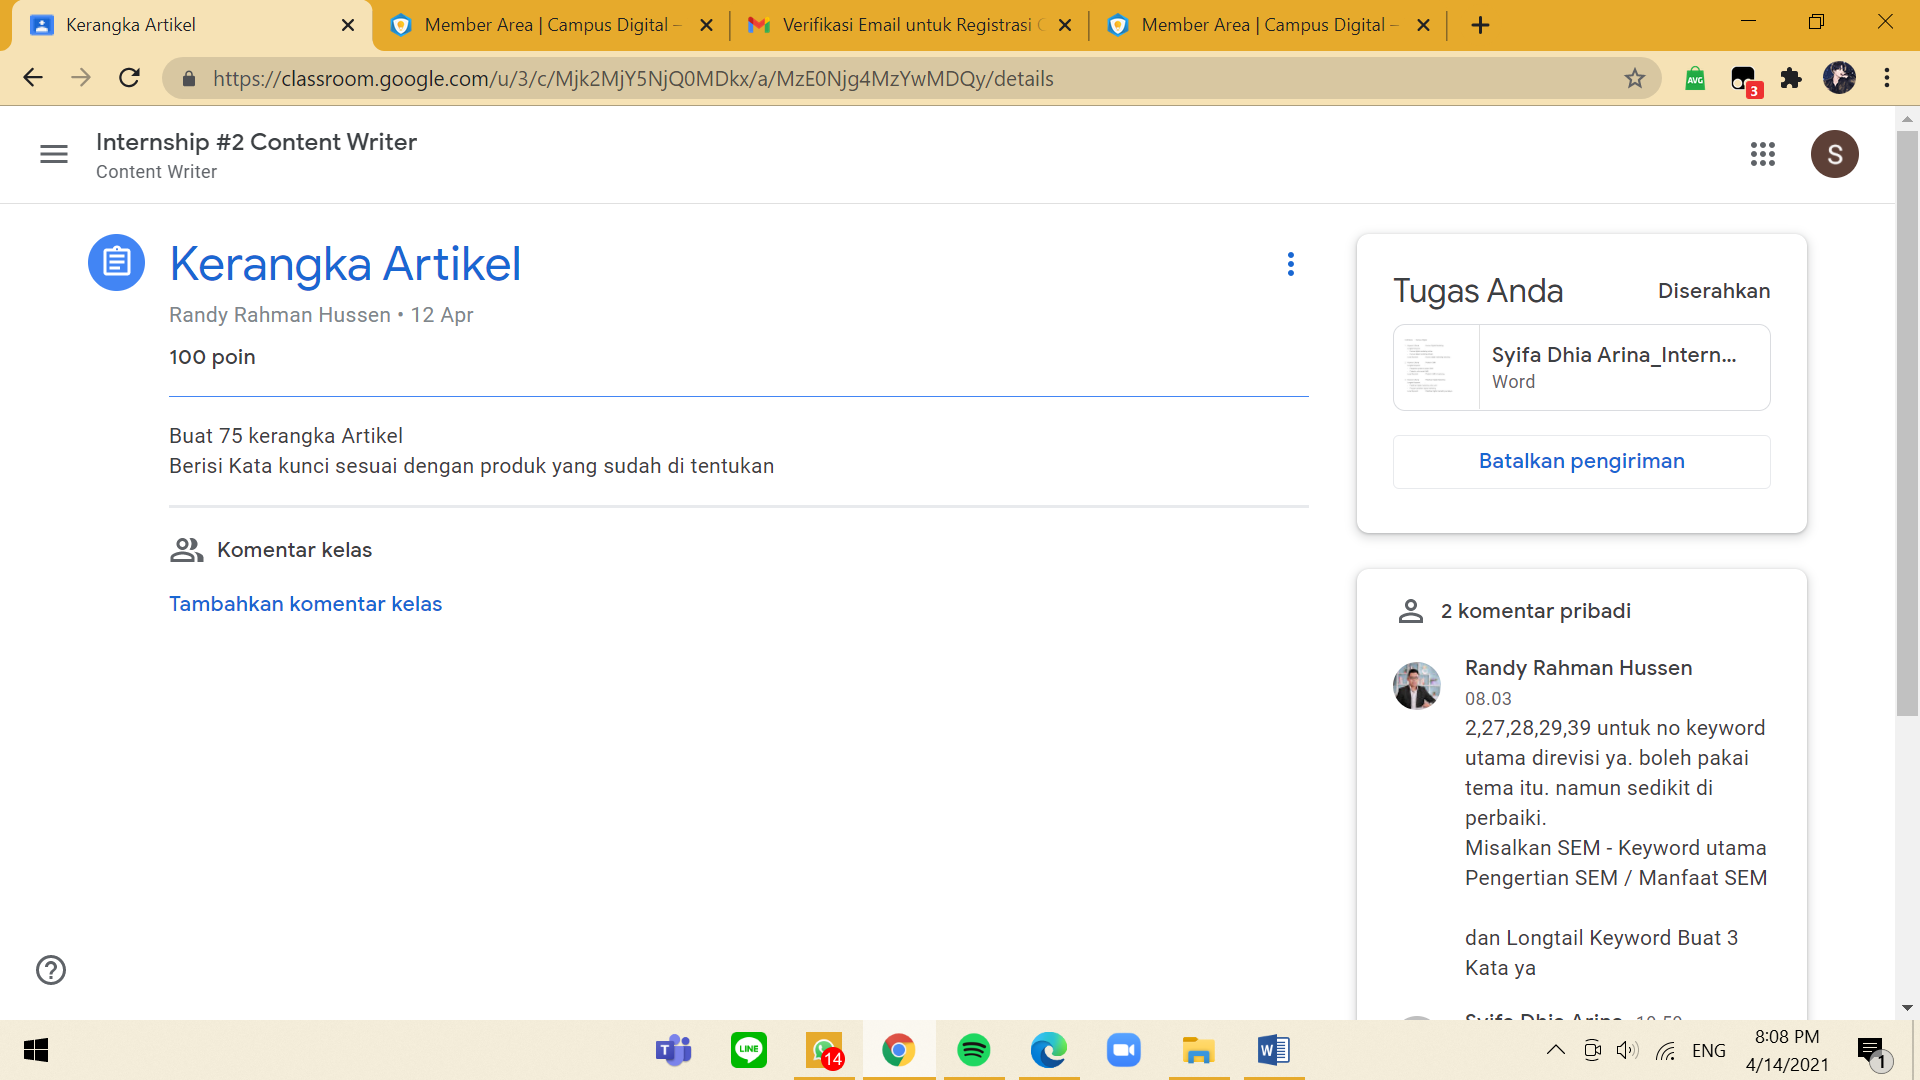 Kerangka Artikel
Member Area | Campus Digital –
Verifikasi Email untuk Registrasi
Member Area | Campus Digital –
https://classroom.google.com/u/3/c/Mjk2MjY5NjQ0MDkx/a/MzE0Njg4MzYwMDQy/details
AVG
3
Internship #2 Content Writer
Content Writer
S
Kerangka Artikel
Randy Rahman Hussen • 12 Apr
100 poin
Buat 75 kerangka Artikel
Berisi Kata kunci sesuai dengan produk yang sudah di tentukan
Komentar kelas
Tambahkan komentar kelas
Tugas Anda
Diserahkan
Syifa Dhia Arina_Intern...
Word
Batalkan pengiriman
2 komentar pribadi
Randy Rahman Hussen
08.03
2,27,28,29,39 untuk no keyword
utama direvisi ya. boleh pakai
tema itu. namun sedikit di
perbaiki.
Misalkan SEM - Keyword utama
Pengertian SEM / Manfaat SEM
dan Longtail Keyword Buat 3
Kata ya
Syifa Dhia Arina
LINE
14
ENG
8:08 PM
4/14/2021
1